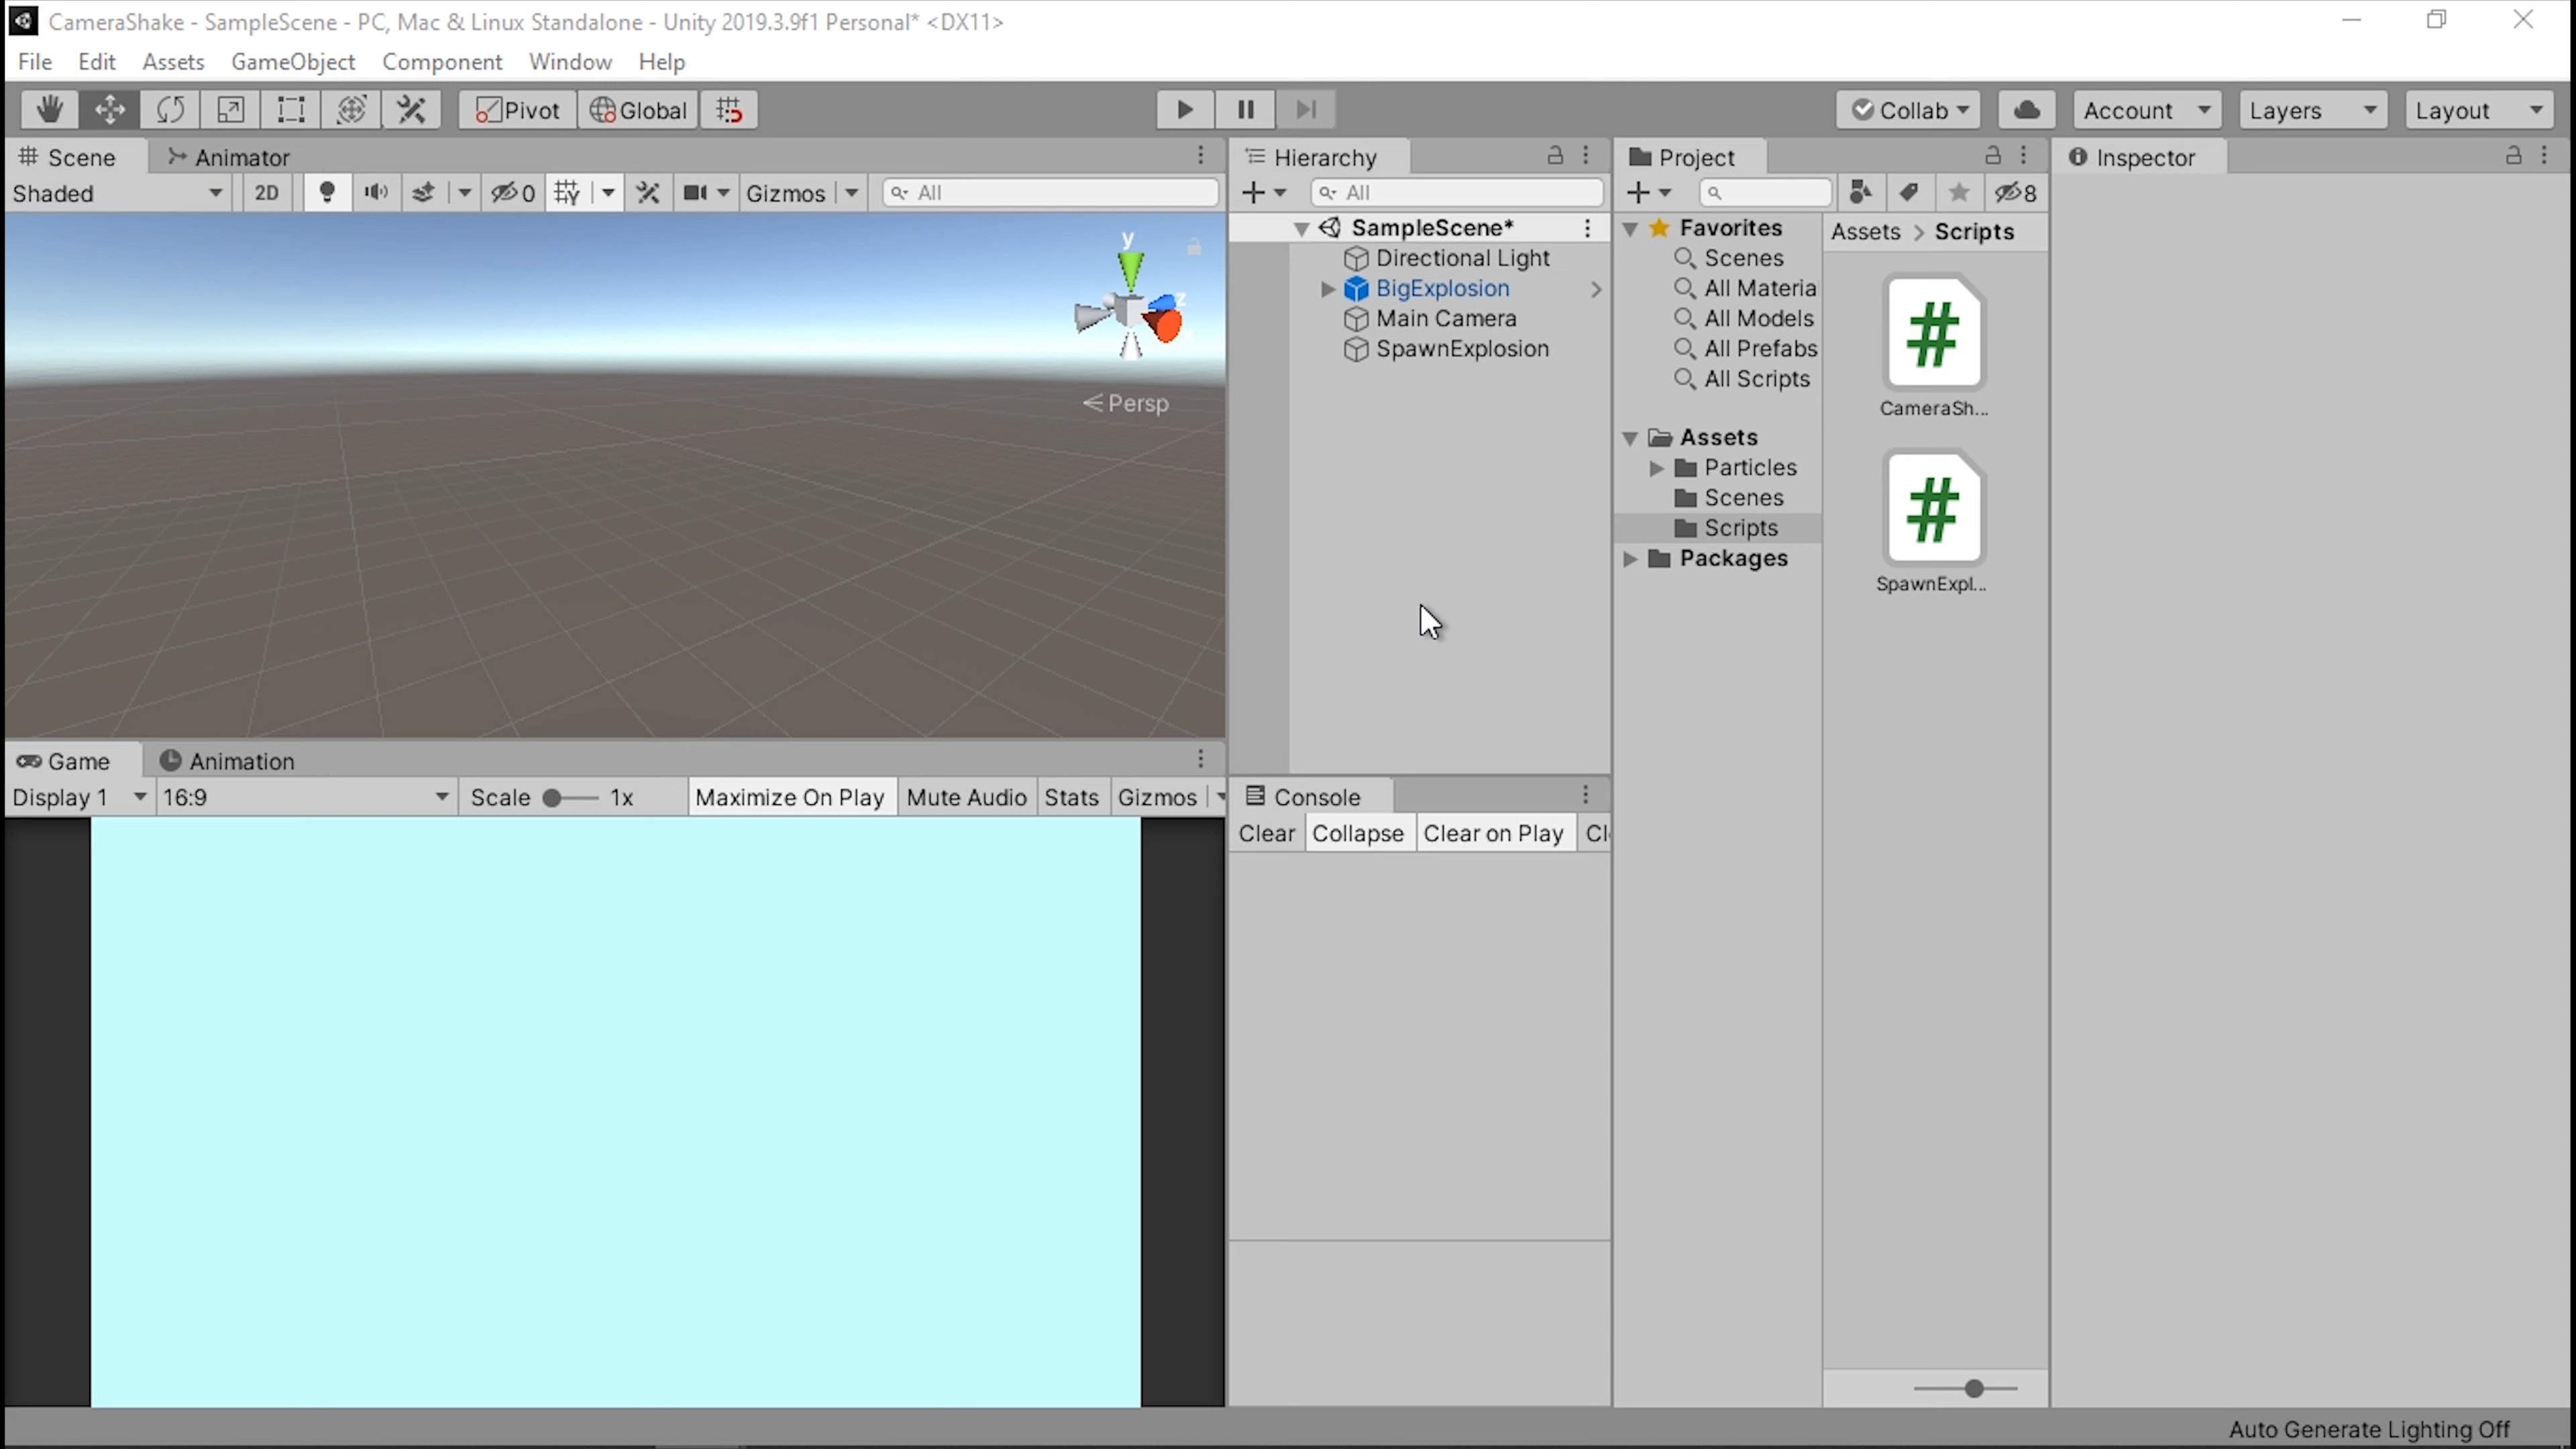 CameraShake - SampleScene - PC, Mac & Linux Standalone - Unity 2019.3.9f1 Personal* <DX11>
File Edit Assets GameObject Component Window Help
Pivot Global Collab Account Layers Layout
Scene Animator
Shaded 2D 0 Gizmos All
y
z
Persp
Game Animation
Display 1 16:9 Scale 1x Maximize On Play Mute Audio Stats Gizmos
Hierarchy
All
SampleScene*
Directional Light
BigExplosion
Main Camera
SpawnExplosion
Console
Clear Collapse Clear on Play Cl
Project
8
Favorites
Scenes
All Materia
All Models
All Prefabs
All Scripts
Assets
Particles
Scenes
Scripts
Packages
Assets > Scripts
CameraSh...
SpawnExpl...
Inspector
Auto Generate Lighting Off